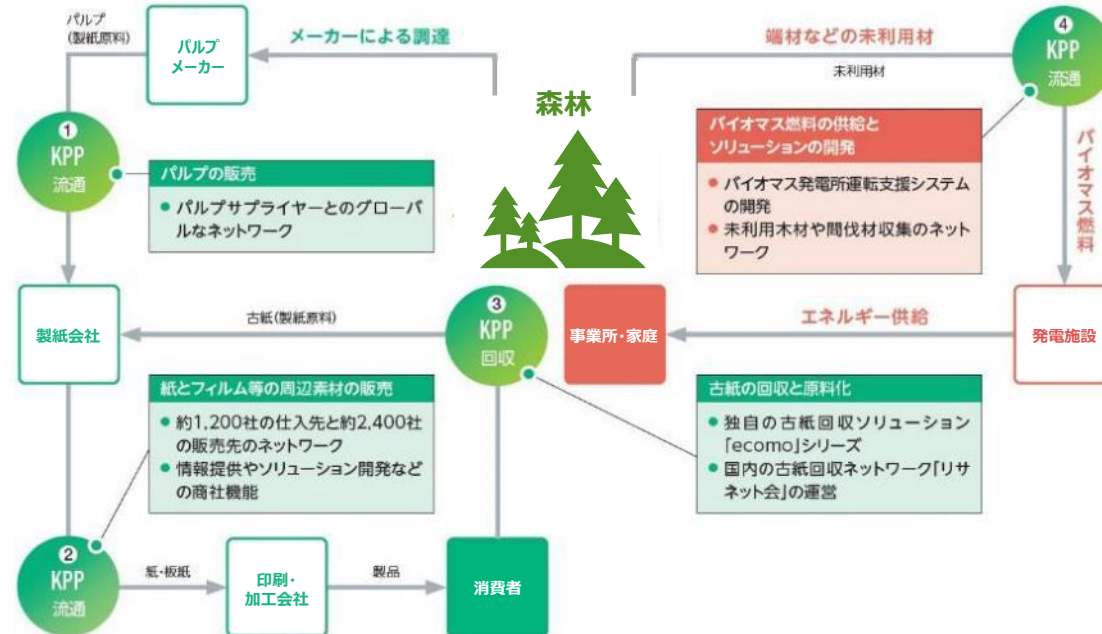 パルプ
(製紙原料)
パルプ
メーカー
メーカーによる調達
端材などの未利用材
未利用材
④
KPP
流通
森林
①
KPP
流通
パルプの販売
● パルプサプライヤーとのグローバ
ルなネットワーク
バイオマス燃料の供給と
ソリューションの開発
● バイオマス発電所運転支援システム
の開発
● 未利用木材や間伐材収集のネット
ワーク
バイオマス燃料
製紙会社
古紙(製紙原料)
③
KPP
回収
事業所・家庭
エネルギー供給
発電施設
紙とフィルム等の周辺素材の販売
● 約1,200社の仕入先と約2,400社
の販売先のネットワーク
● 情報提供やソリューション開発など
の商社機能
古紙の回収と原料化
● 独自の古紙回収ソリューション
「ecomo」シリーズ
● 国内の古紙回収ネットワーク「リサ
ネット会」の運営
②
KPP
流通
紙・板紙
印刷・
加工会社
製品
消費者